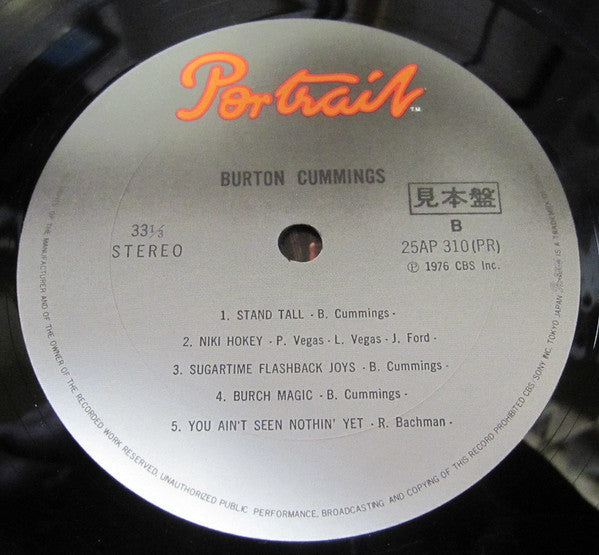 Portrait
T.M.
BURTON CUMMINGS
見本盤
33⅓
STEREO
B
25AP 310(PR)
Ⓟ 1976 CBS Inc.
1. STAND TALL · B. Cummings ·
2. NIKI HOKEY · P. Vegas · L. Vegas · J. Ford ·
3. SUGARTIME FLASHBACK JOYS · B. Cummings ·
4. BURCH MAGIC · B. Cummings ·
5. YOU AIN'T SEEN NOTHIN' YET · R. Bachman ·
OF THE MANUFACTURER AND OF THE OWNER OF THE RECORDED WORK RESERVED. UNAUTHORIZED PUBLIC PERFORMANCE, BROADCASTING AND COPYING OF THIS RECORD PROHIBITED CBS/SONY INC. TOKYO JAPAN IS A TRADEMARK